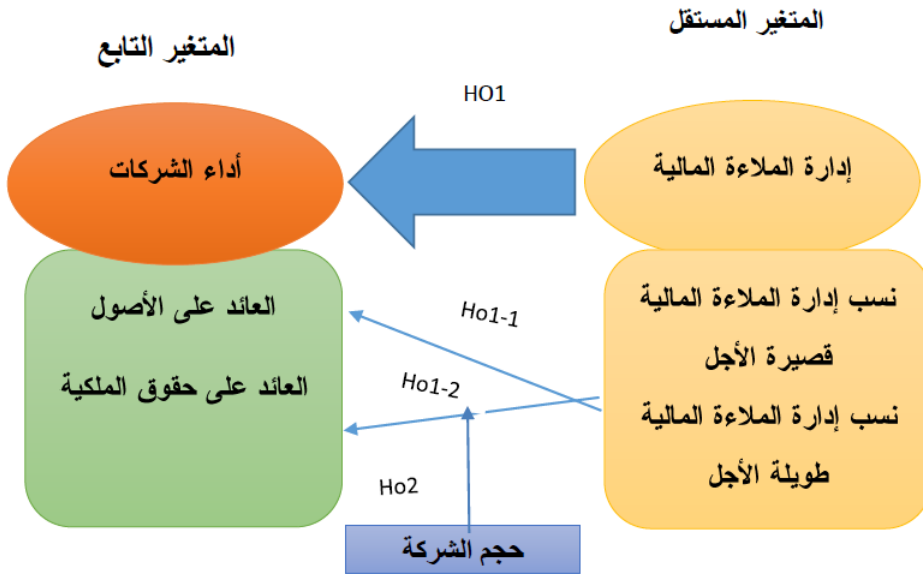 المتغير المستقل
المتغير التابع
HO1
إدارة الملاءة المالية
أداء الشركات
نسب إدارة الملاءة المالية
قصيرة الأجل
نسب إدارة الملاءة المالية
طويلة الأجل
العائد على الأصول
العائد على حقوق الملكية
Ho1-1
Ho1-2
Ho2
حجم الشركة